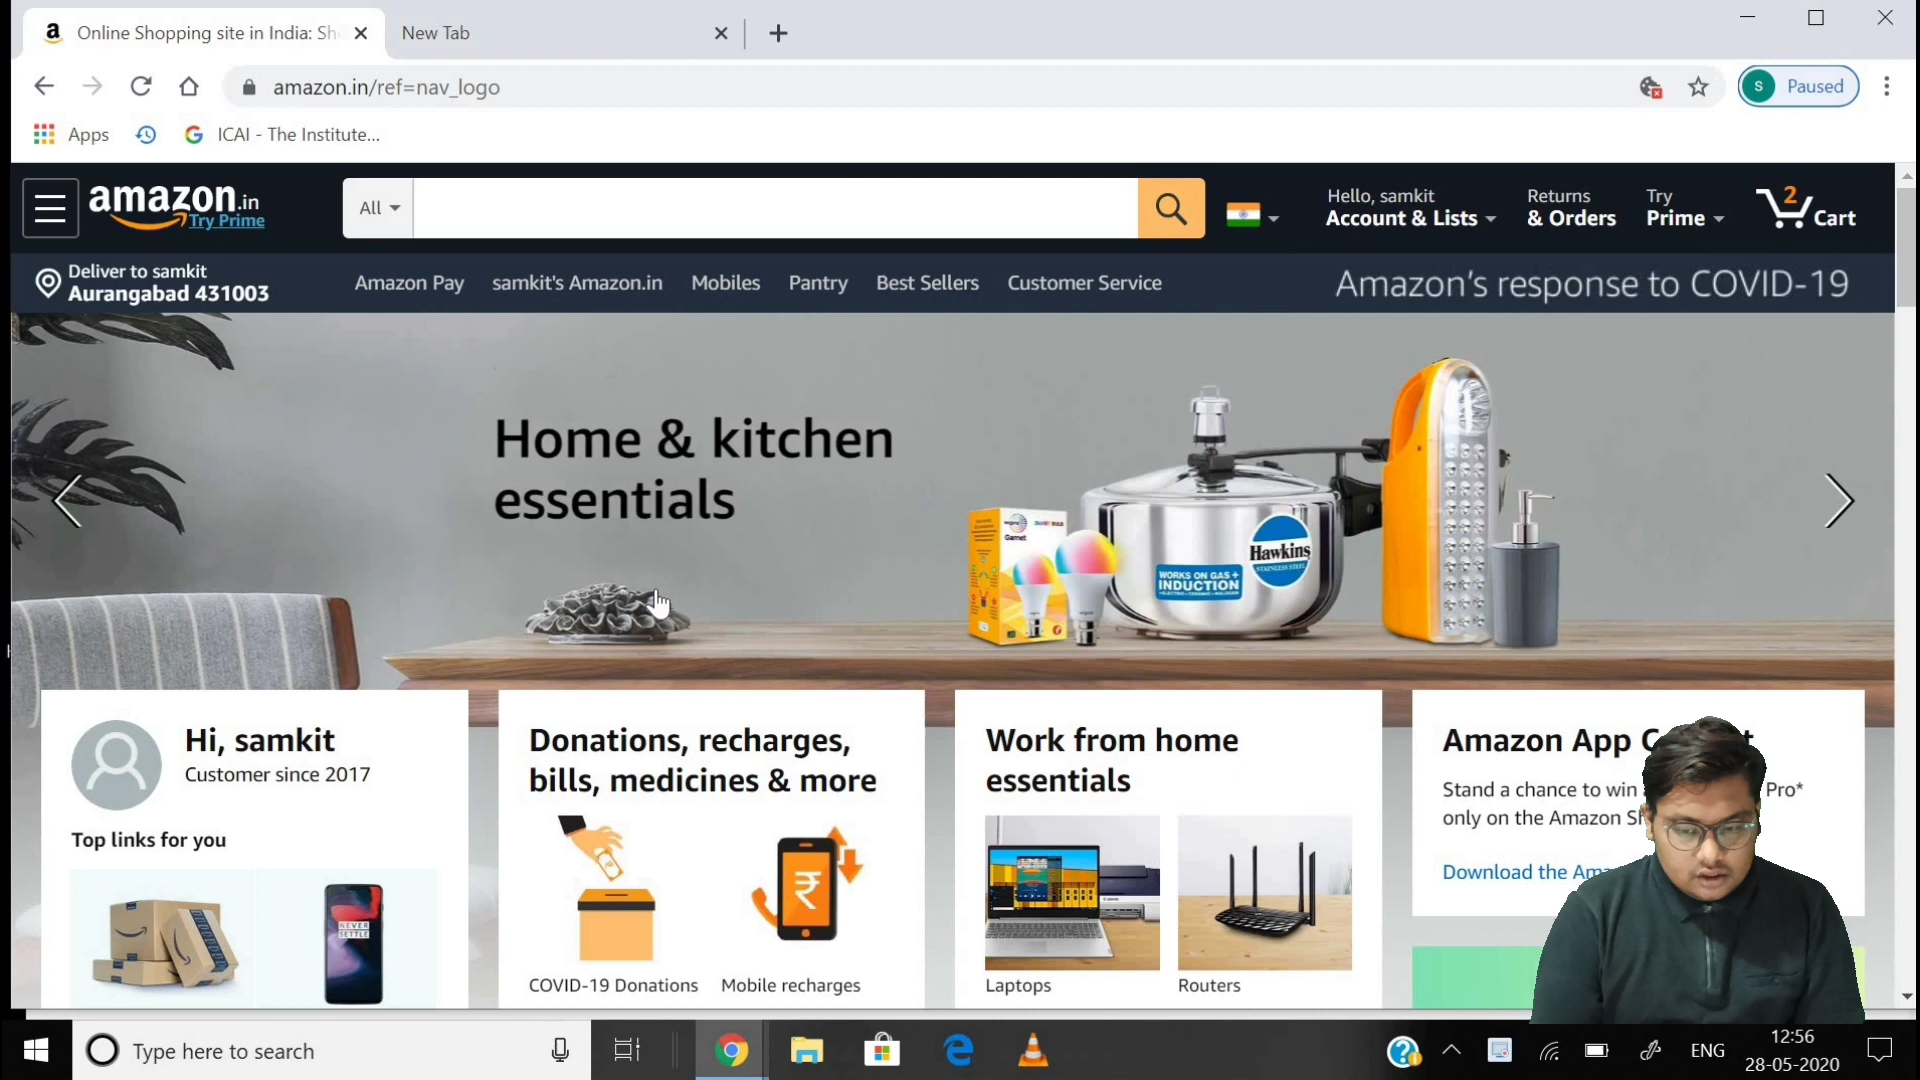 Online Shopping site in India: Sh
New Tab
amazon.in/ref=nav_logo
S
Paused
Apps
ICAI - The Institute...
amazon.in
Try Prime
All
Hello, samkit
Account & Lists
Returns
& Orders
Try
Prime
2
Cart
Deliver to samkit
Aurangabad 431003
Amazon Pay
samkit's Amazon.in
Mobiles
Pantry
Best Sellers
Customer Service
Amazon's response to COVID-19
Home & kitchen
essentials
Garnet
WORKS ON GAS +
INDUCTION
Hawkins
STAINLESS STEEL
Hi, samkit
Customer since 2017
Top links for you
NEVER
SETTLE
Donations, recharges,
bills, medicines & more
₹
COVID-19 Donations
Mobile recharges
Work from home
essentials
Laptops
Routers
Amazon App
Stand a chance to win
Pro*
only on the Amazon
Download the
Type here to search
ENG
12:56
28-05-2020